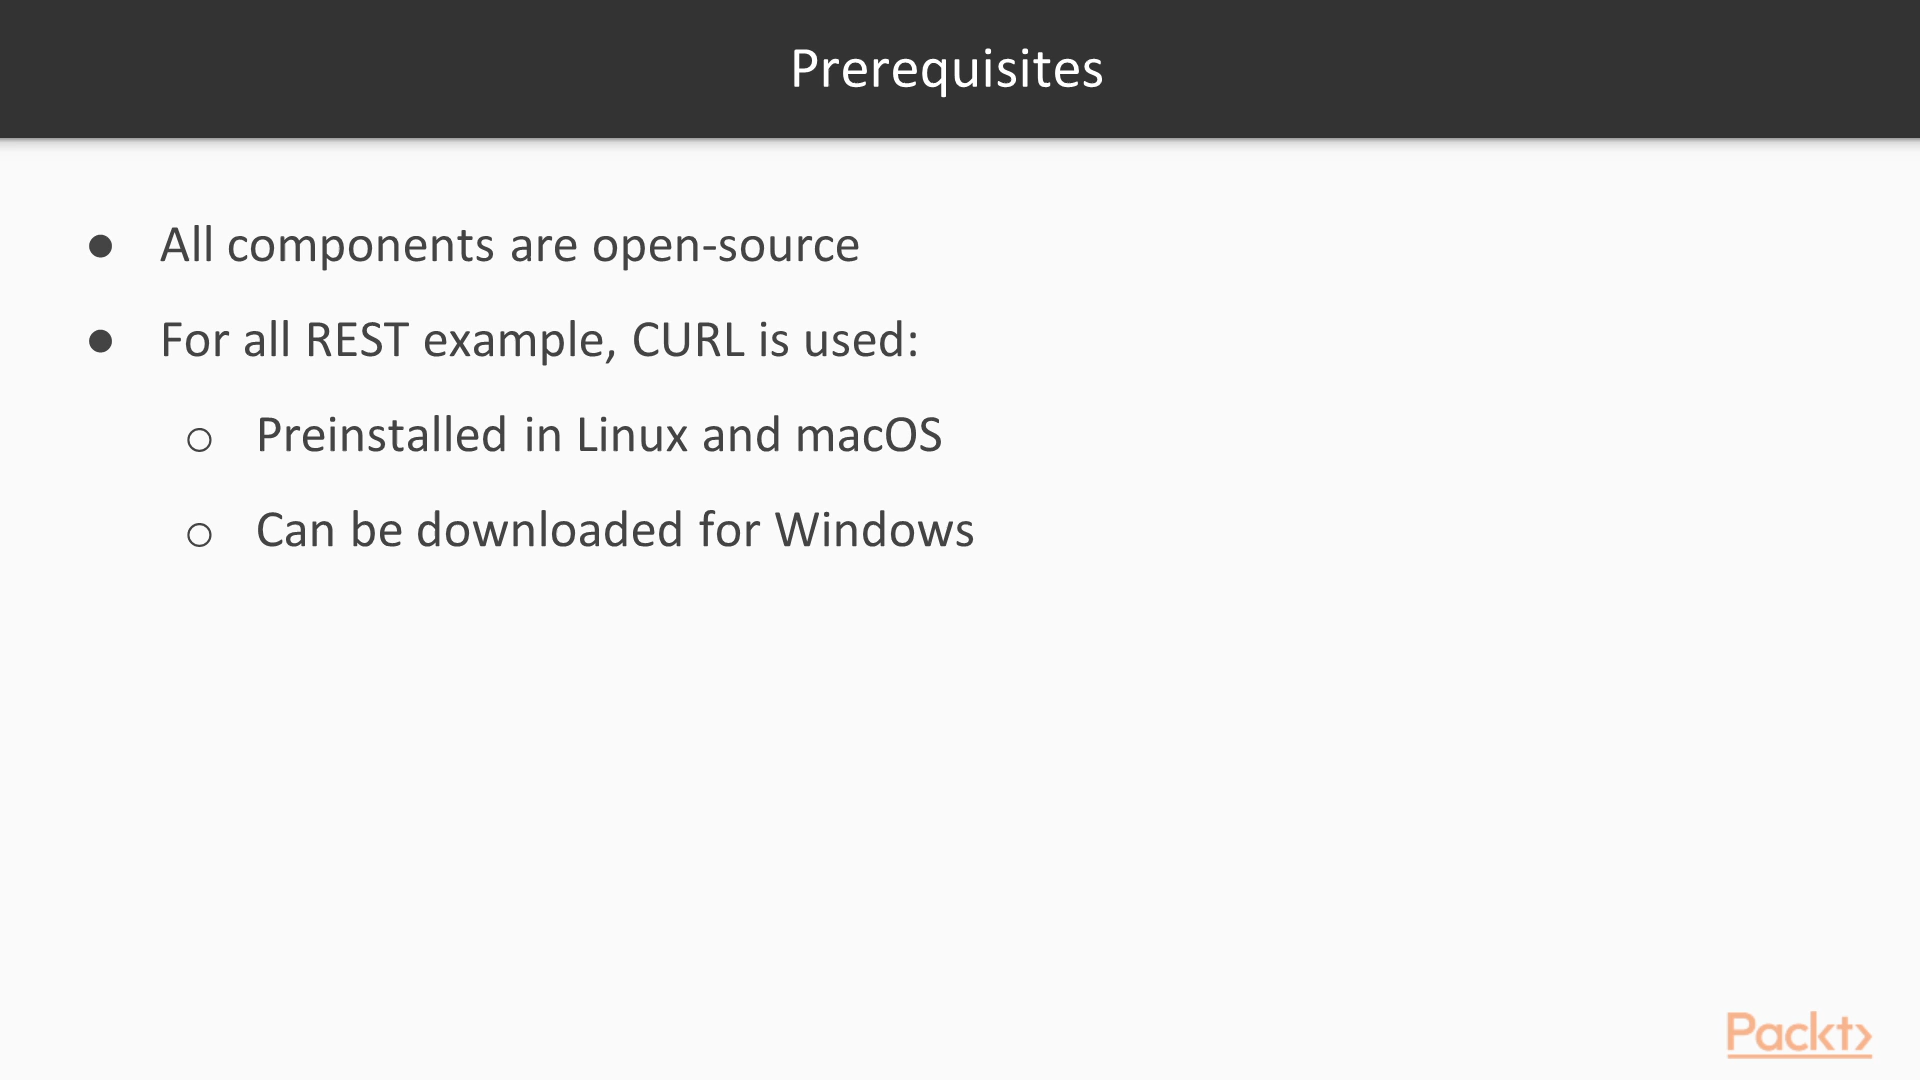 Prerequisites
● All components are open-source
● For all REST example, CURL is used:
○ Preinstalled in Linux and macOS
○ Can be downloaded for Windows
Packt>